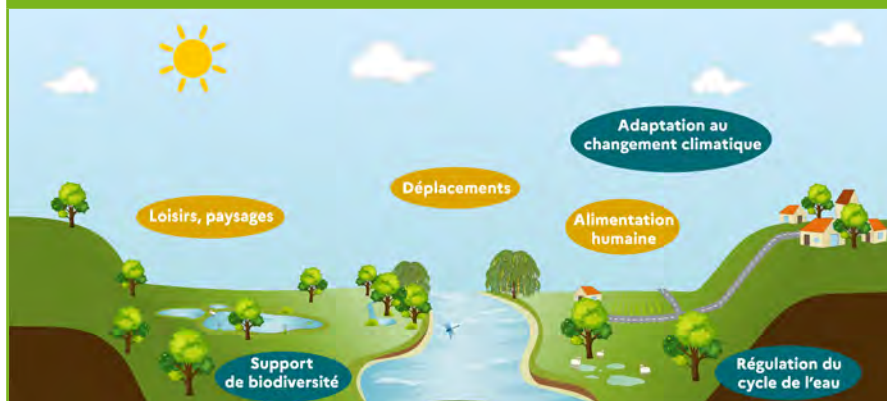 Adaptation au
changement climatique
Déplacements
Loisirs, paysages
Alimentation
humaine
Support
de biodiversité
Régulation du
cycle de l'eau